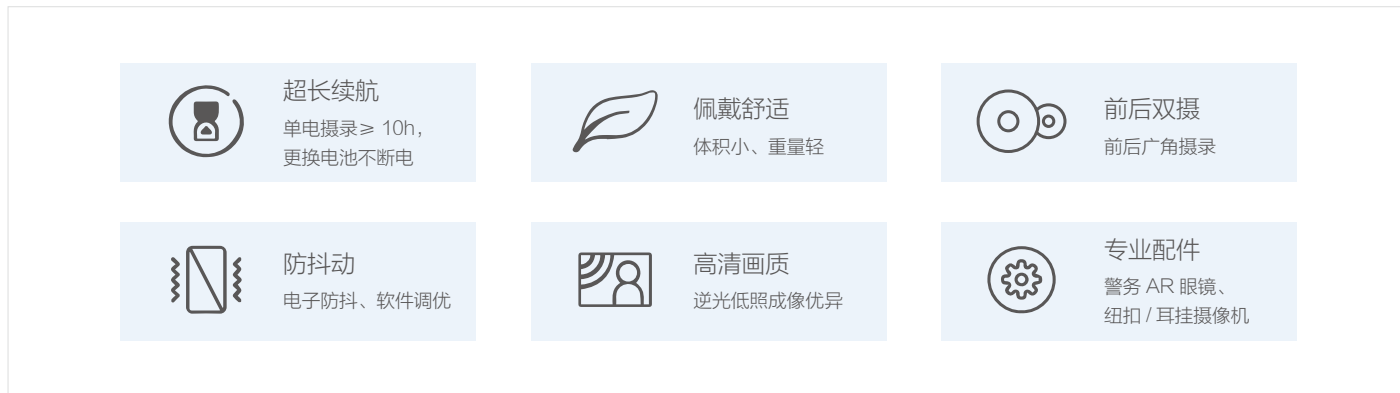 超长续航
单电摄录≥ 10h，
更换电池不断电
佩戴舒适
体积小、重量轻
前后双摄
前后广角摄录
防抖动
电子防抖、软件调优
高清画质
逆光低照成像优异
专业配件
警务 AR 眼镜、
纽扣 / 耳挂摄像机